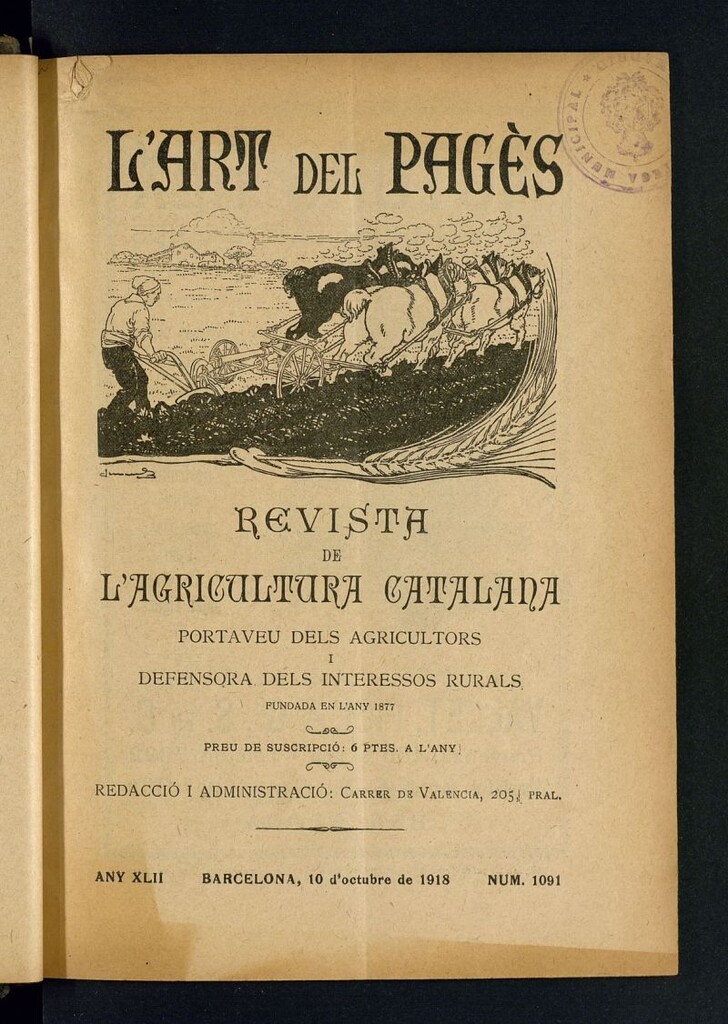 L'ART DEL PAGÈS
MUNICIPAL
REVISTA
DE
L'AGRICULTURA CATALANA
PORTAVEU DELS AGRICULTORS
I
DEFENSORA DELS INTERESSOS RURALS
FUNDADA EN L'ANY 1877
PREU DE SUSCRIPCIÓ: 6 PTES. A L'ANY
REDACCIÓ I ADMINISTRACIÓ: CARRER DE VALENCIA, 205, PRAL.
ANY XLII BARCELONA, 10 d'octubre de 1918 NUM. 1091